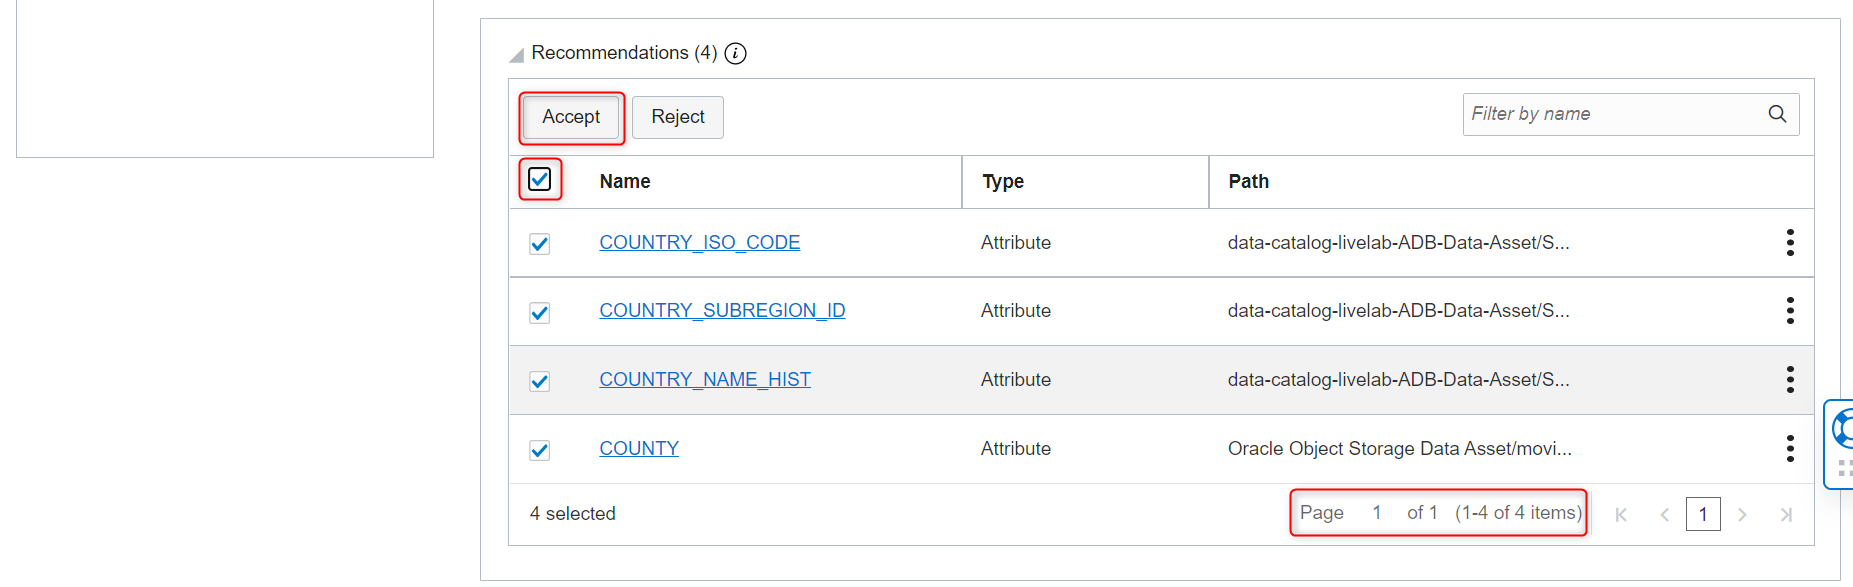 Recommendations (4) i
Accept Reject Filter by name
Name Type Path
COUNTRY_ISO_CODE Attribute data-catalog-livelab-ADB-Data-Asset/S...
COUNTRY_SUBREGION_ID Attribute data-catalog-livelab-ADB-Data-Asset/S...
COUNTRY_NAME_HIST Attribute data-catalog-livelab-ADB-Data-Asset/S...
COUNTY Attribute Oracle Object Storage Data Asset/movi...
4 selected Page 1 of 1 (1-4 of 4 items) 1